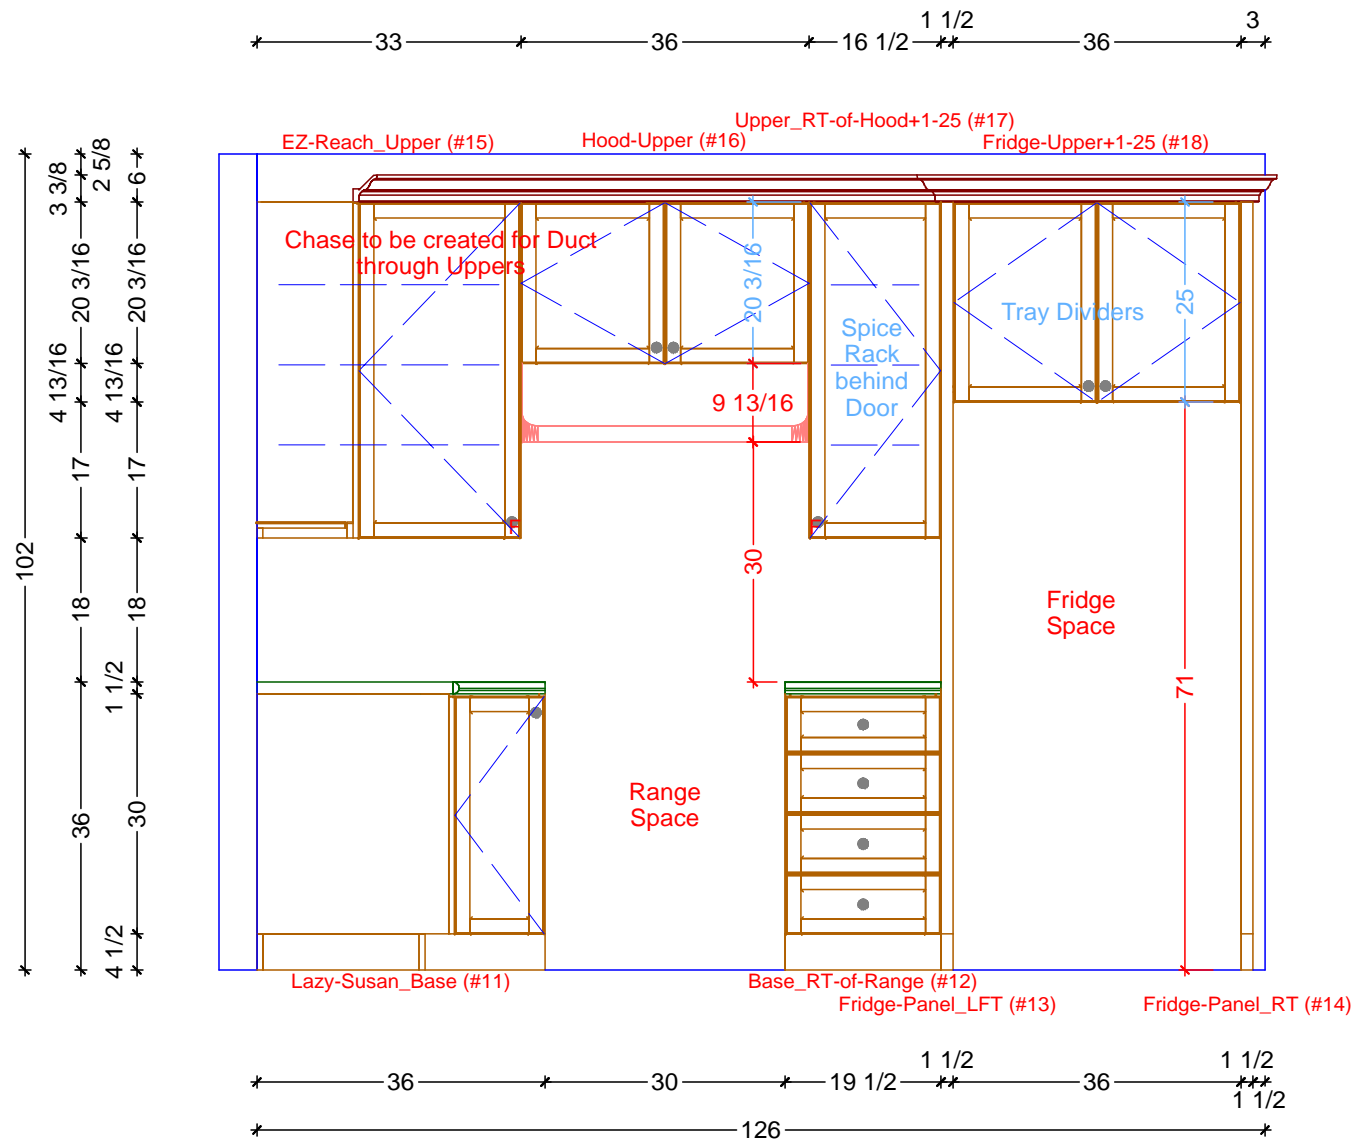 1 1/2
3
33
36
16 1/2
36
Upper_RT-of-Hood+1-25 (#17)
EZ-Reach_Upper (#15)
Hood-Upper (#16)
Fridge-Upper+1-25 (#18)
3 3/8
2 5/8
6
Chase to be created for Duct
through Uppers
20 3/16
20 3/16
20 3/16
25
Tray Dividers
Spice
Rack
behind
Door
4 13/16
4 13/16
9 13/16
17
17
102
30
18
18
Fridge
Space
1 1/2
71
Range
Space
36
30
4 1/2
Lazy-Susan_Base (#11)
Base_RT-of-Range (#12)
Fridge-Panel_LFT (#13)
Fridge-Panel_RT (#14)
1 1/2
1 1/2
36
30
19 1/2
36
1 1/2
126